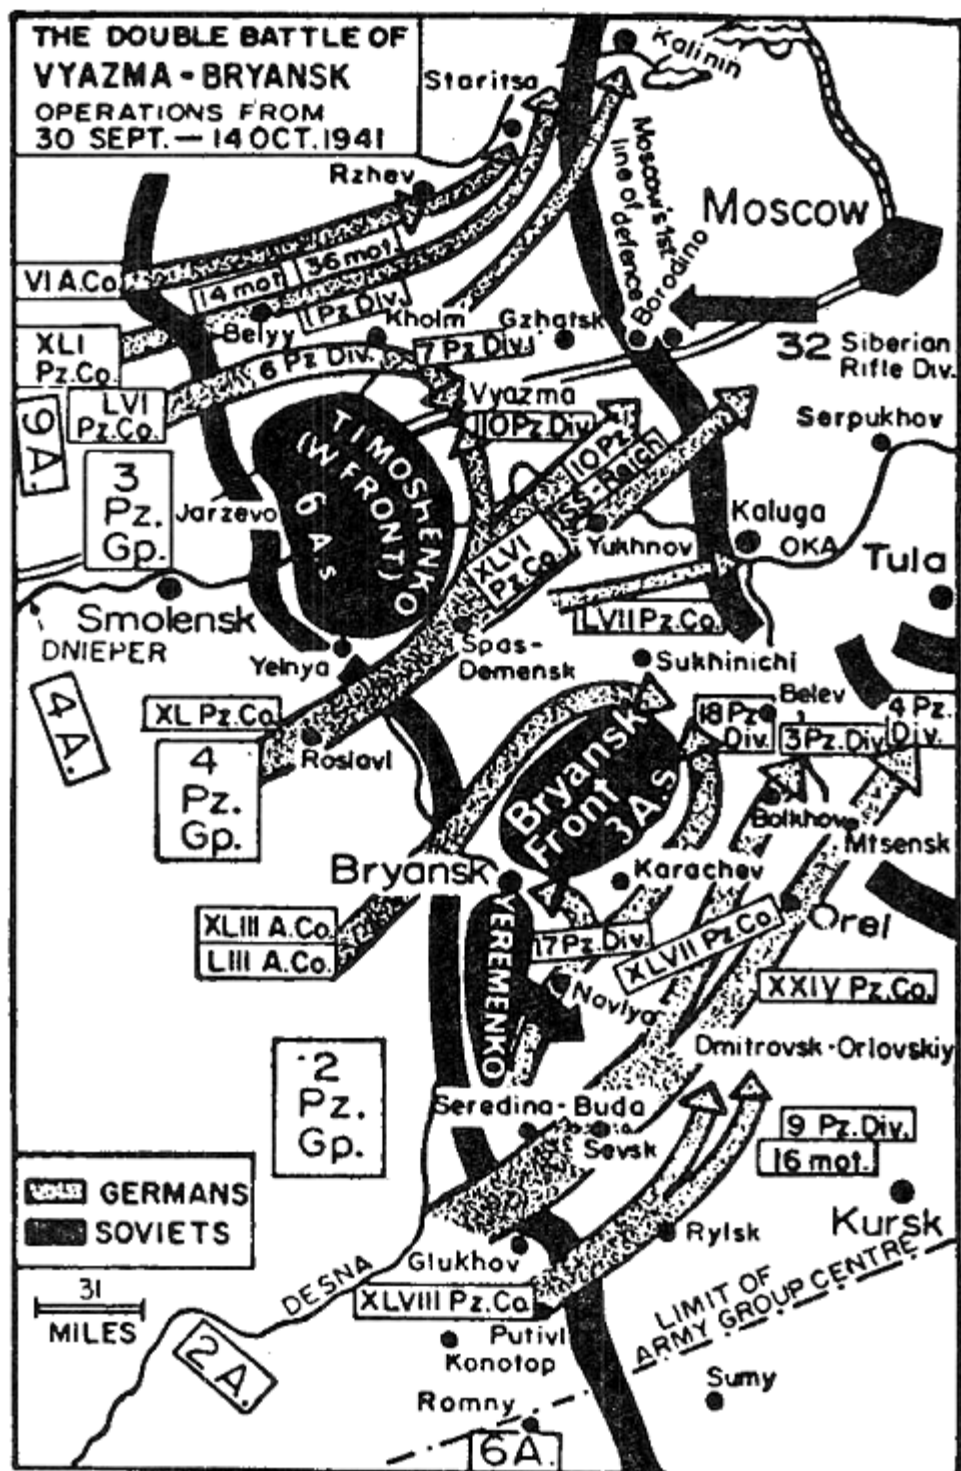 THE DOUBLE BATTLE OF
VYAZMA - BRYANSK
OPERATIONS FROM
30 SEPT. — 14 OCT. 1941
Kalinin
Staritsa
Rzhev
Moscow's 1st
line of defence
Borodino
Moscow
VI A.Co.
14 mot
36 mot
1 Pz Div.
XLI
Pz.Co.
Belyy
Kholm
Gzhatsk
7 Pz Div.
6 Pz Div.
32 Siberian
Rifle Div.
LVI
Pz.Co.
Vyazma
10 Pz Div
9 A.
TIMOSHENKO
(W/FRONT)
6 As
10 Pz
SS-Reich
Serpukhov
3
Pz.
Gp.
Jarzevo
XLVI
Pz.Co.
Yukhnov
Kaluga
OKA
Tula
Smolensk
DNIEPER
LVII Pz.Co.
Yelnya
Spas-
Demensk
Sukhinichi
4 A.
XL Pz.Co.
Roslavl
18 Pz
Div.
Belev
3 Pz.Div
4 Pz.
Div.
4
Pz.
Gp.
Bryansk
Front
3 A.s
Bolkhov
Mtsensk
Bryansk
Karachev
XLIII A.Co.
LIII A.Co.
YEREMENKO
17 Pz.Div.
XLVII Pz.Co.
Orel
XXIV Pz.Co.
Navlya
Dmitrovsk-Orlovskiy
2
Pz.
Gp.
Seredina-Buda
Sevsk
9 Pz.Div.
16 mot.
GERMANS
SOVIETS
Kursk
Rylsk
Glukhov
DESNA
XLVIII Pz.Co
31
MILES
LIMIT OF
ARMY GROUP CENTRE
Putivl
Konotop
2 A.
Sumy
Romny
6 A.